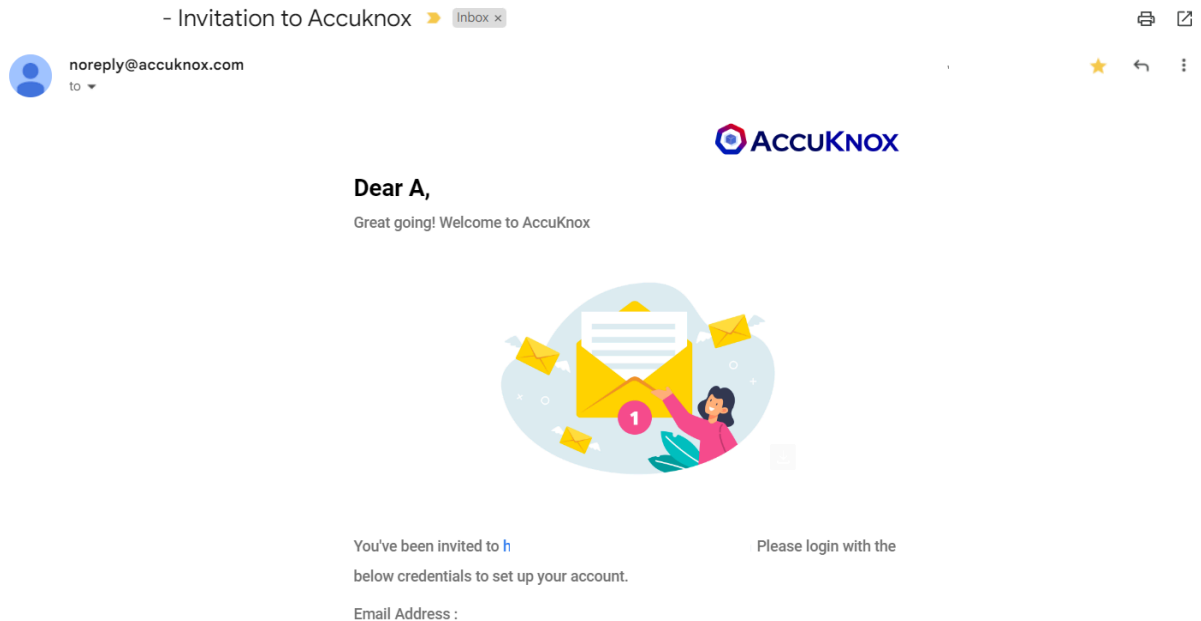 - Invitation to Accuknox Inbox ×
noreply@accuknox.com
to
ACCUKNOX
Dear A,
Great going! Welcome to AccuKnox
1
You've been invited to h Please login with the
below credentials to set up your account.
Email Address :